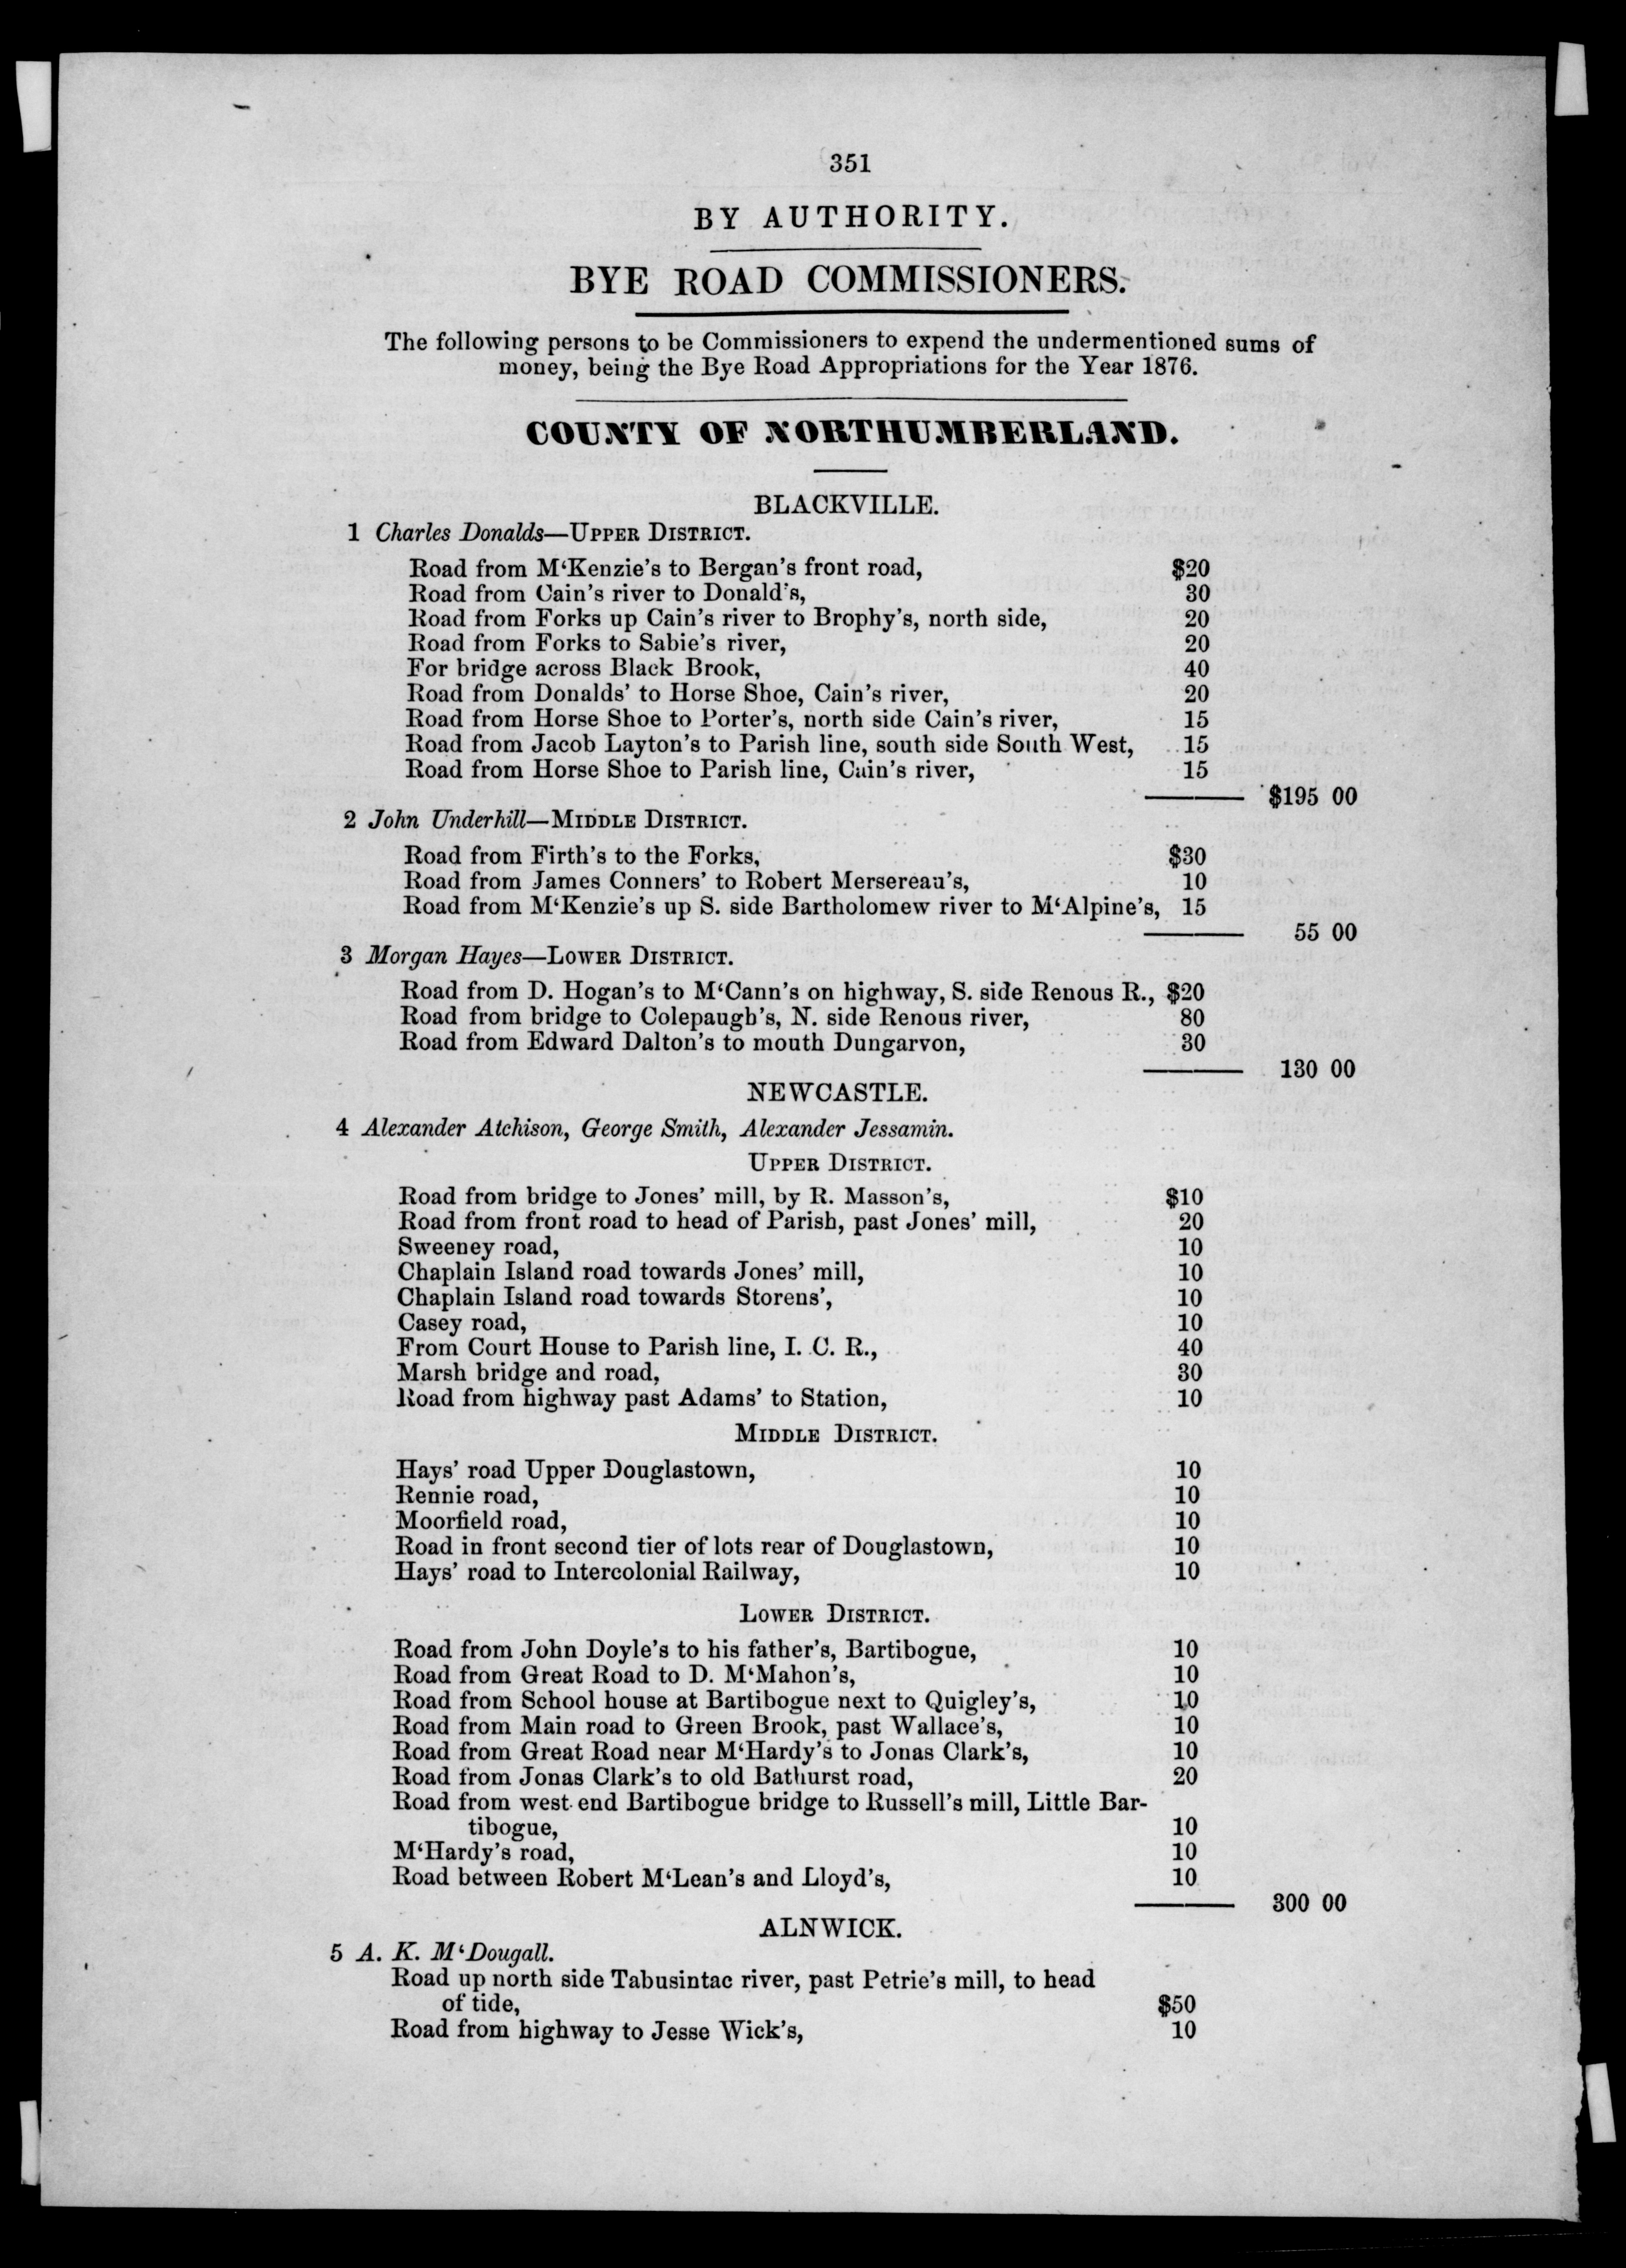 351
BY AUTHORITY.
BYE ROAD COMMISSIONERS.
The following persons to be Commissioners to expend the undermentioned sums of
money, being the Bye Road Appropriations for the Year 1876.
COUNTY OF NORTHUMBERLAND.
BLACKVILLE.
1 Charles Donalds—UPPER DISTRICT.
Road from M‘Kenzie's to Bergan's front road, $20
Road from Cain's river to Donald's, 30
Road from Forks up Cain's river to Brophy's, north side, 20
Road from Forks to Sabie's river, 20
For bridge across Black Brook, 40
Road from Donalds' to Horse Shoe, Cain's river, 20
Road from Horse Shoe to Porter's, north side Cain's river, 15
Road from Jacob Layton's to Parish line, south side South West, 15
Road from Horse Shoe to Parish line, Cain's river, 15
$195 00
2 John Underhill—MIDDLE DISTRICT.
Road from Firth's to the Forks, $30
Road from James Conners' to Robert Mersereau's, 10
Road from M‘Kenzie's up S. side Bartholomew river to M‘Alpine's, 15
55 00
3 Morgan Hayes—LOWER DISTRICT.
Road from D. Hogan's to M‘Cann's on highway, S. side Renous R., $20
Road from bridge to Colepaugh's, N. side Renous river, 80
Road from Edward Dalton's to mouth Dungarvon, 30
130 00
NEWCASTLE.
4 Alexander Atchison, George Smith, Alexander Jessamin.
UPPER DISTRICT.
Road from bridge to Jones' mill, by R. Masson's, $10
Road from front road to head of Parish, past Jones' mill, 20
Sweeney road, 10
Chaplain Island road towards Jones' mill, 10
Chaplain Island road towards Storens', 10
Casey road, 10
From Court House to Parish line, I. C. R., 40
Marsh bridge and road, 30
Road from highway past Adams' to Station, 10
MIDDLE DISTRICT.
Hays' road Upper Douglastown, 10
Rennie road, 10
Moorfield road, 10
Road in front second tier of lots rear of Douglastown, 10
Hays' road to Intercolonial Railway, 10
LOWER DISTRICT.
Road from John Doyle's to his father's, Bartibogue, 10
Road from Great Road to D. M‘Mahon's, 10
Road from School house at Bartibogue next to Quigley's, 10
Road from Main road to Green Brook, past Wallace's, 10
Road from Great Road near M‘Hardy's to Jonas Clark's, 10
Road from Jonas Clark's to old Bathurst road, 20
Road from west end Bartibogue bridge to Russell's mill, Little Bar-
tibogue, 10
M‘Hardy's road, 10
Road between Robert M‘Lean's and Lloyd's, 10
300 00
ALNWICK.
5 A. K. M‘Dougall.
Road up north side Tabusintac river, past Petrie's mill, to head
of tide, $50
Road from highway to Jesse Wick's, 10